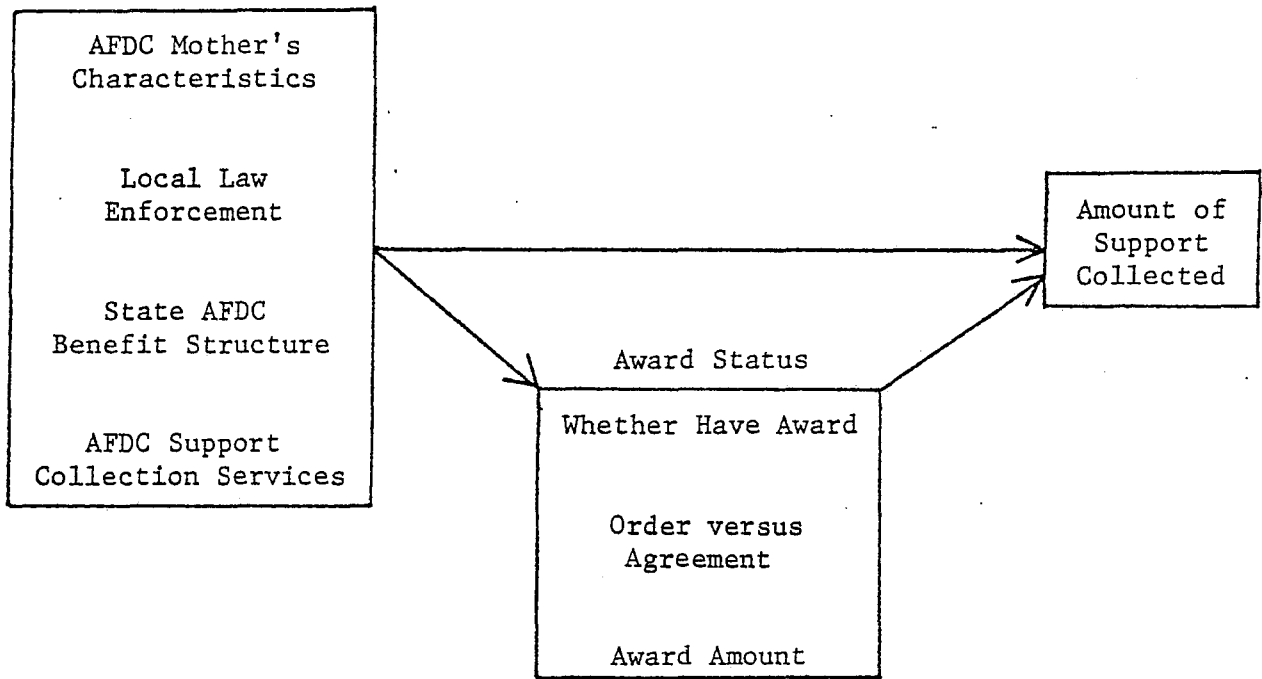 AFDC Mother's
Characteristics
Local Law
Enforcement
State AFDC
Benefit Structure
AFDC Support
Collection Services
Amount of
Support
Collected
Award Status
Whether Have Award
Order versus
Agreement
Award Amount